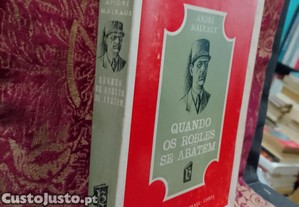 ANDRÉ
MALRAUX
QUANDO
OS ROBLES
SE ABATEM
ANDRÉ
MALRAUX
QUANDO
OS ROBLES
SE ABATEM
CustoJusto.pt